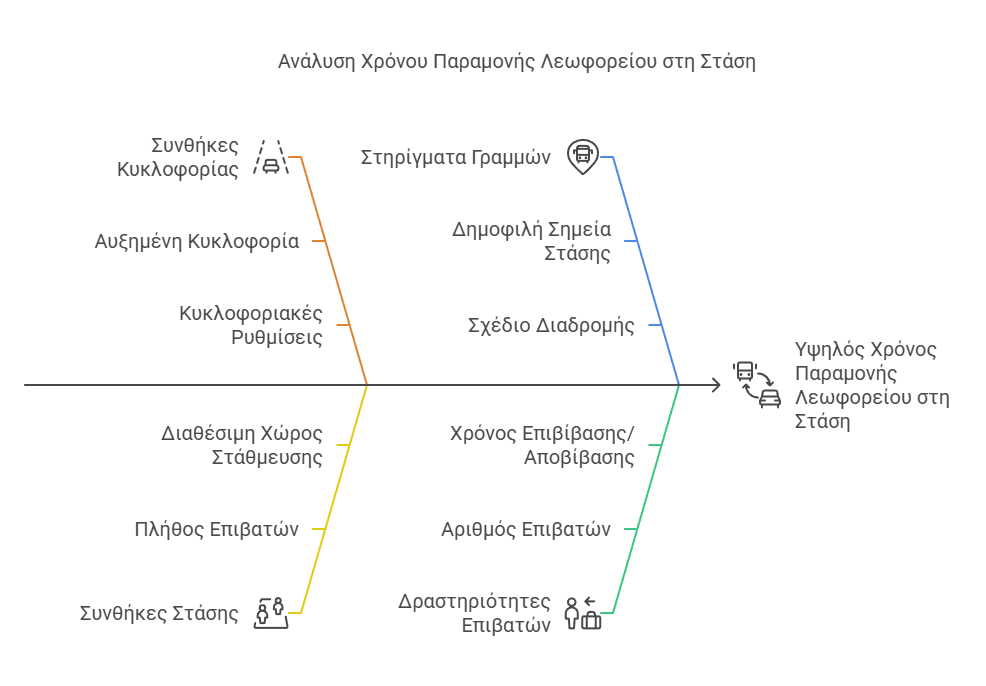 Ανάλυση Χρόνου Παραμονής Λεωφορείου στη Στάση
Συνθήκες
Κυκλοφορίας
Αυξημένη Κυκλοφορία
Κυκλοφοριακές
Ρυθμίσεις
Στηρίγματα Γραμμών
Δημοφιλή Σημεία
Στάσης
Σχέδιο Διαδρομής
Υψηλός Χρόνος
Παραμονής
Λεωφορείου στη
Στάση
Διαθέσιμη Χώρος
Στάθμευσης
Πλήθος Επιβατών
Συνθήκες Στάσης
Χρόνος Επιβίβασης/
Αποβίβασης
Αριθμός Επιβατών
Δραστηριότητες
Επιβατών